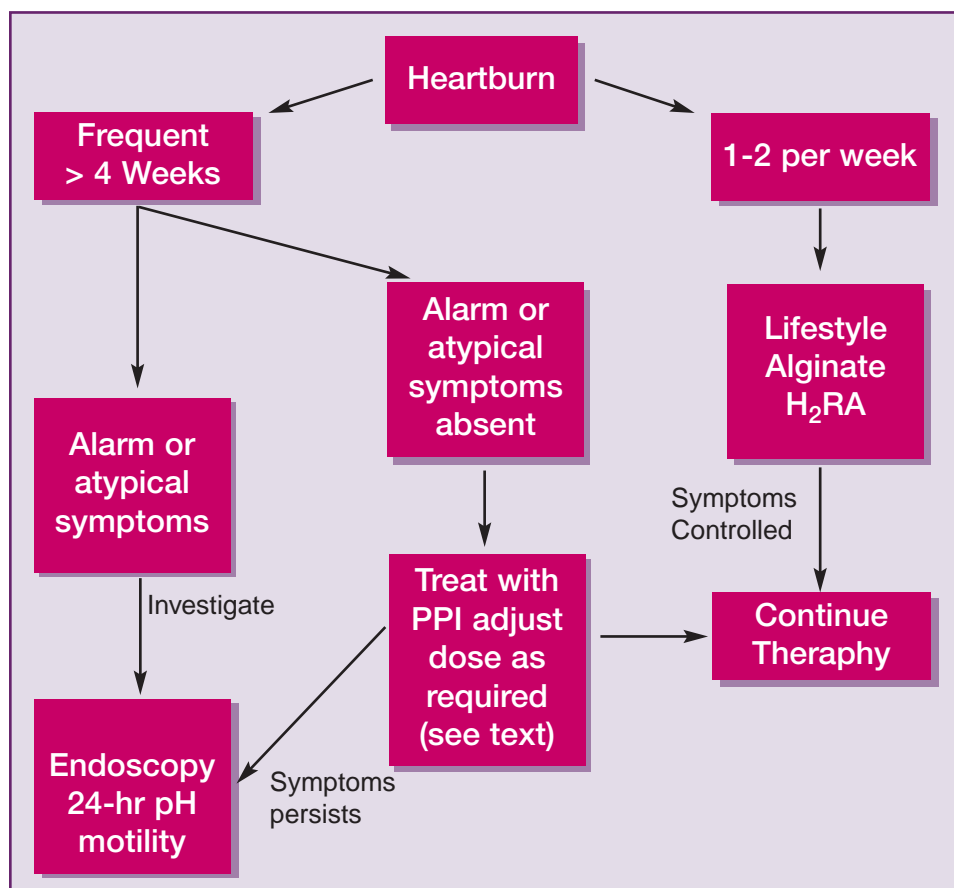 Heartburn
Frequent
> 4 Weeks
1-2 per week
Alarm or
atypical
symptoms
absent
Lifestyle
Alginate
H₂RA
Alarm or
atypical
symptoms
Symptoms
Controlled
Investigate
Treat with
PPI adjust
dose as
required
(see text)
Continue
Theraphy
Endoscopy
24-hr pH
motility
Symptoms
persists